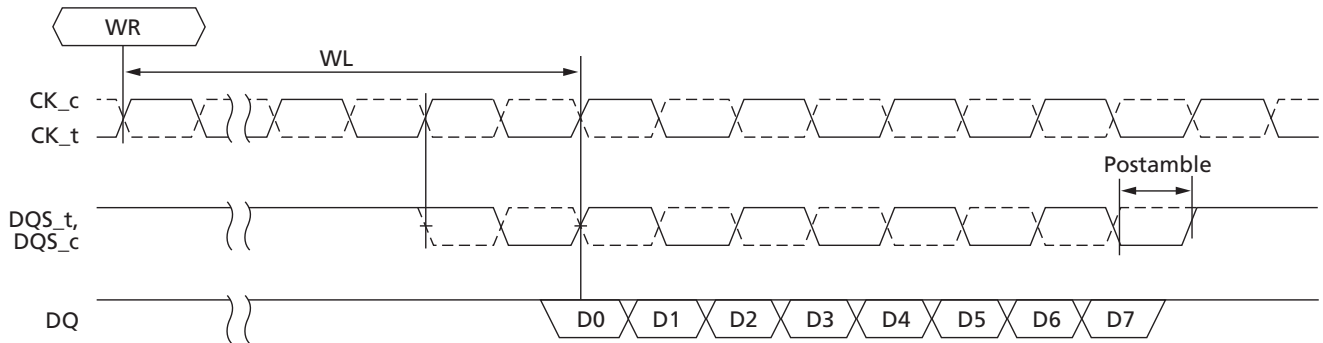 WR
WL
CK_c
CK_t
Postamble
DQS_t,
DQS_c
DQ
D0 D1 D2 D3 D4 D5 D6 D7